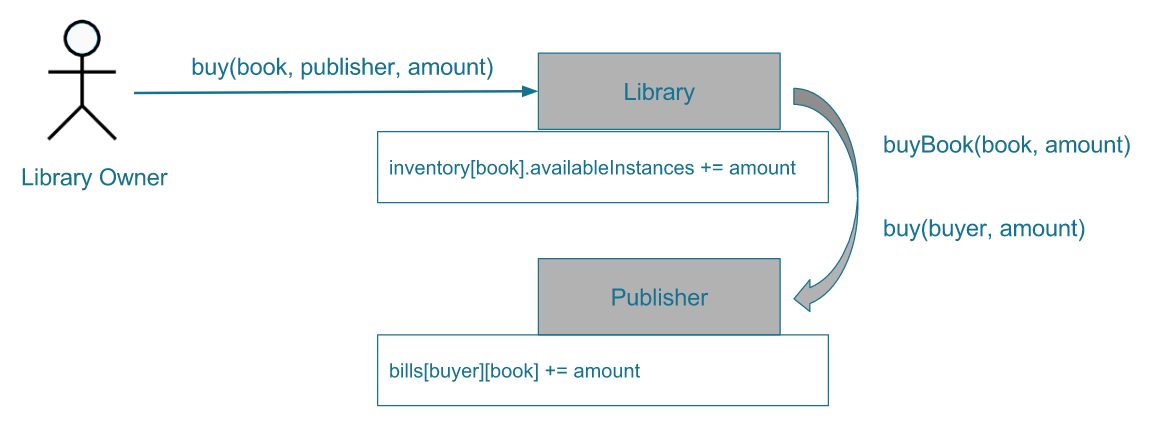 buy(book, publisher, amount)
Library
Library Owner
inventory[book].availableInstances += amount
buyBook(book, amount)
buy(buyer, amount)
Publisher
bills[buyer][book] += amount